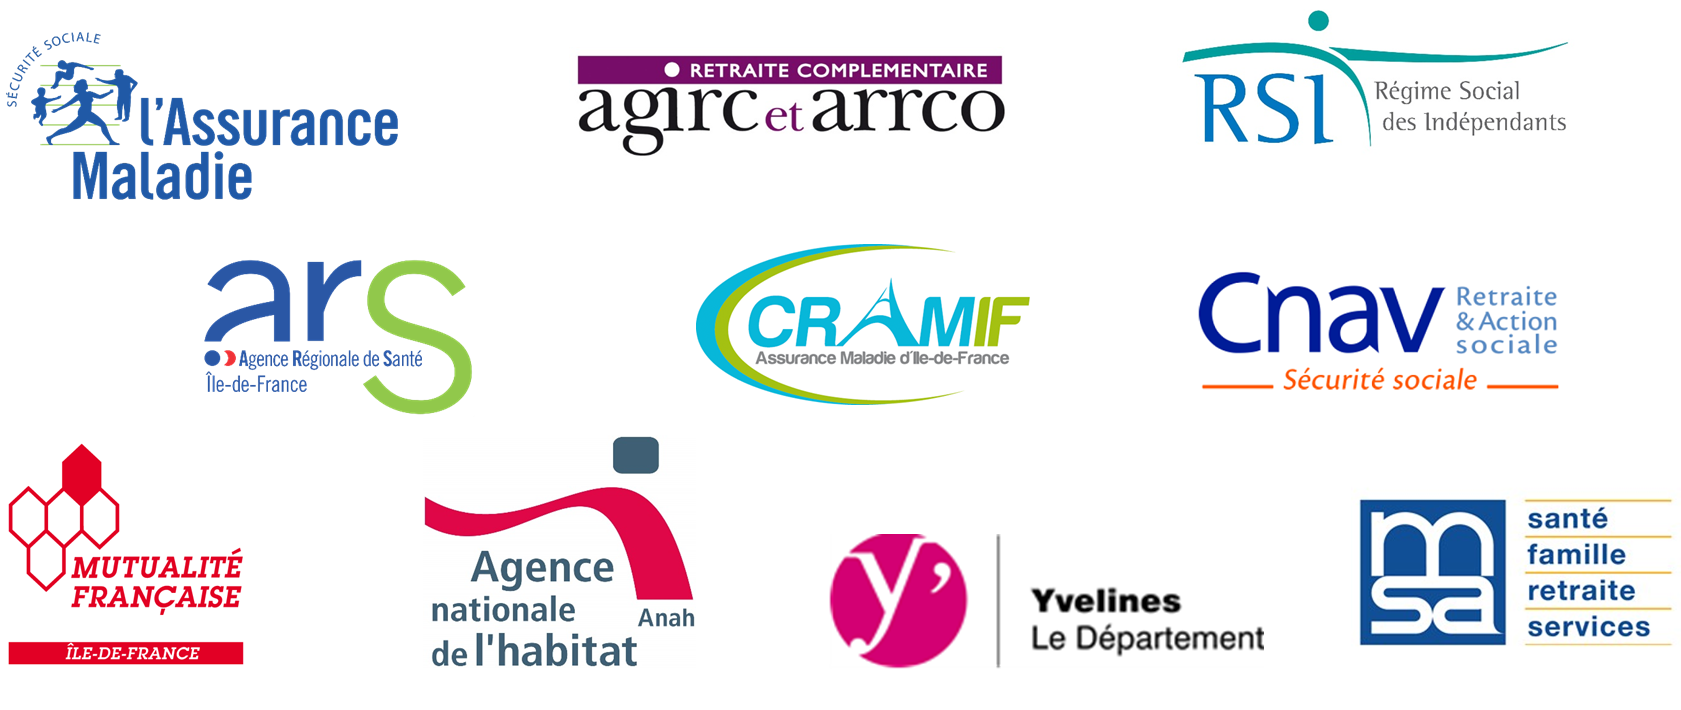 SÉCURITÉ SOCIALE
l'Assurance
Maladie
RETRAITE COMPLEMENTAIRE
agirc et arrco
RSI
Régime Social
des Indépendants
ars
Agence Régionale de Santé
Île-de-France
CRAMIF
Assurance Maladie d'Ile-de-France
Cnav
Retraite
& Action
sociale
Sécurité sociale
MUTUALITÉ
FRANÇAISE
ÎLE-DE-FRANCE
Agence
nationale
de l'habitat
Anah
y'
Yvelines
Le Département
msa
santé
famille
retraite
services